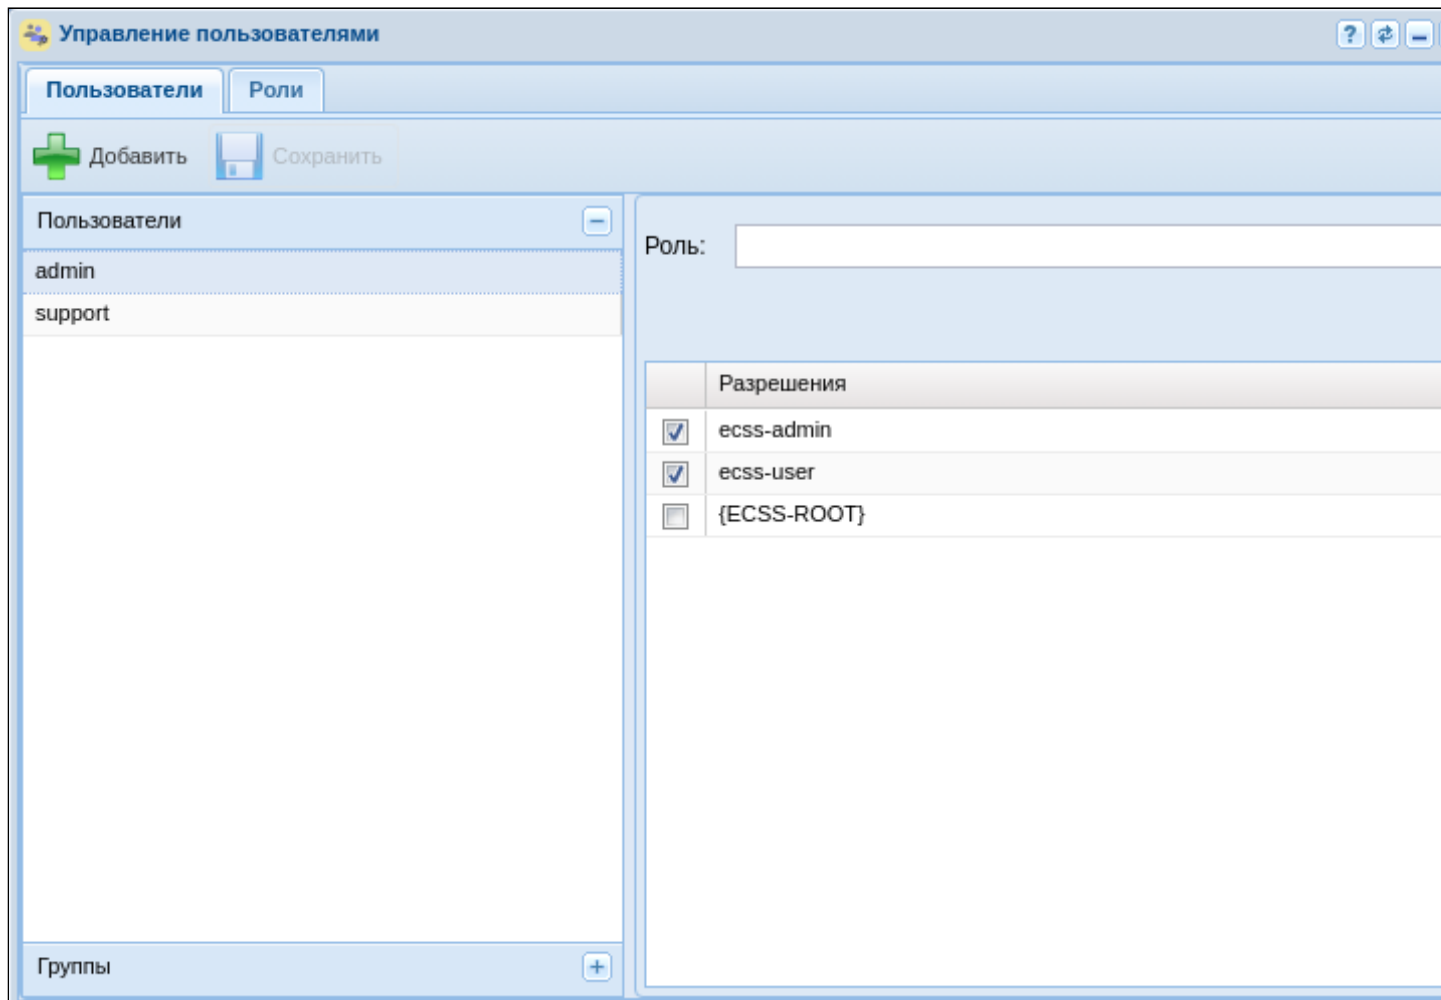 Управление пользователями
Пользователи Роли
Добавить Сохранить
Пользователи
admin
support
Группы
Роль:
Разрешения
ecss-admin
ecss-user
{ECSS-ROOT}